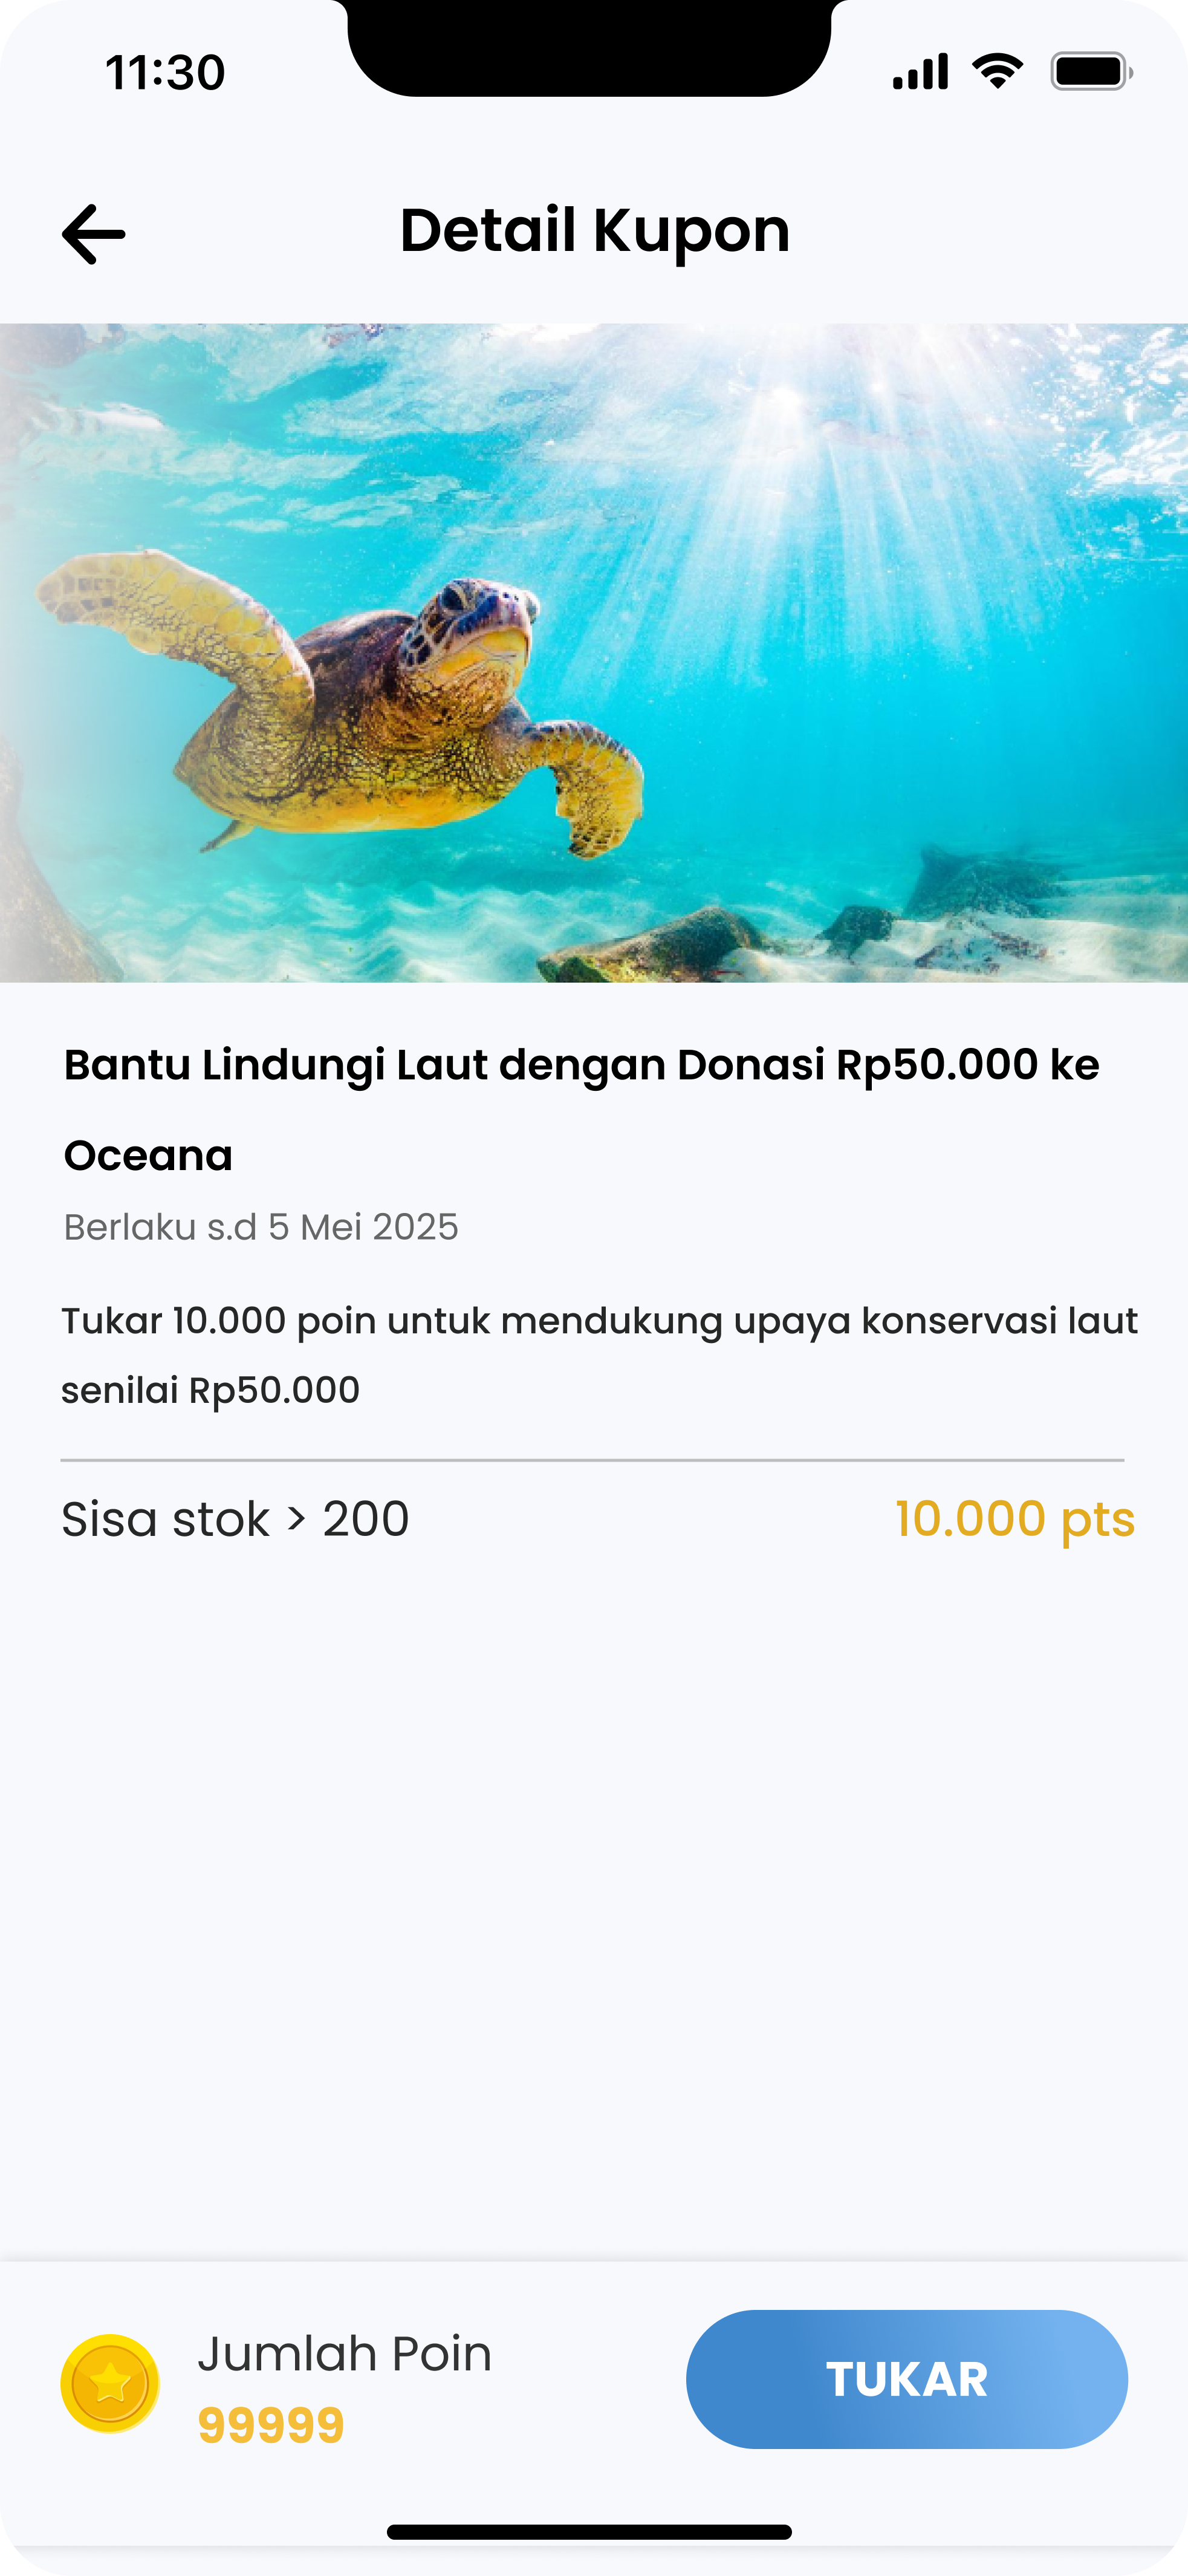 11:30
Detail Kupon
Bantu Lindungi Laut dengan Donasi Rp50.000 ke
Oceana
Berlaku s.d 5 Mei 2025
Tukar 10.000 poin untuk mendukung upaya konservasi laut
senilai Rp50.000
Sisa stok > 200
10.000 pts
Jumlah Poin
99999
TUKAR